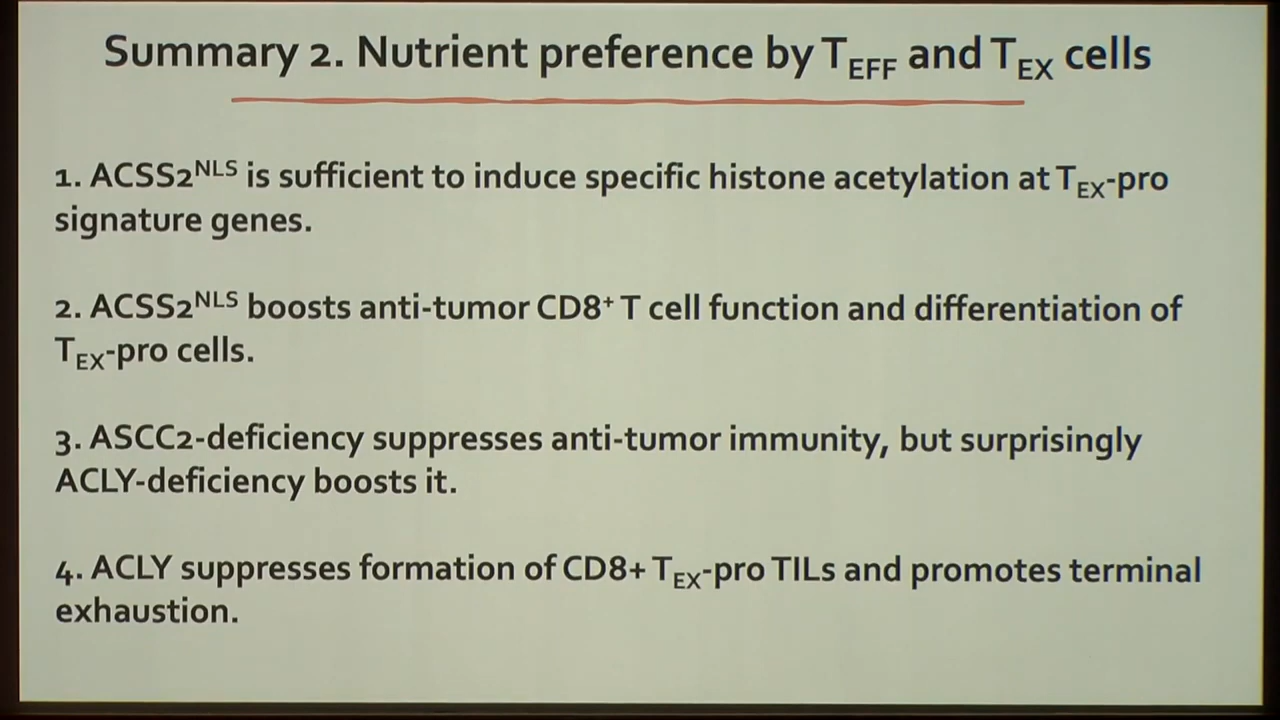 Summary 2. Nutrient preference by TEFF and TEX cells
1. ACSS2NLS is sufficient to induce specific histone acetylation at TEX-pro
signature genes.
2. ACSS2NLS boosts anti-tumor CD8+ T cell function and differentiation of
TEX-pro cells.
3. ASCC2-deficiency suppresses anti-tumor immunity, but surprisingly
ACLY-deficiency boosts it.
4. ACLY suppresses formation of CD8+ TEX-pro TILs and promotes terminal
exhaustion.